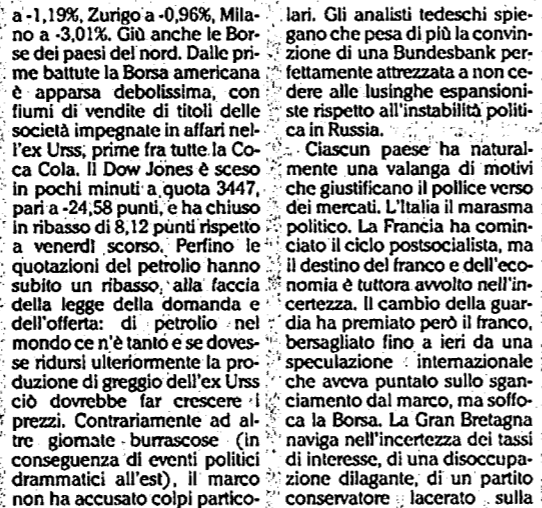 a -1,19%, Zurigo a -0,96%, Mila-
no a -3,01%. Giù anche le Bor-
se dei paesi del nord. Dalle pri-
me battute la Borsa americana
è apparsa debolissima, con
fiumi di vendite di titoli delle
società impegnate in affari nel-
l'ex Urss, prime fra tutte la Co-
ca Cola. Il Dow Jones è sceso
in pochi minuti a quota 3447,
pari a -24,58 punti, e ha chiuso
in ribasso di 8,12 punti rispetto
a venerdì scorso. Perfino le
quotazioni del petrolio hanno
subito un ribasso, alla faccia
della legge della domanda e
dell'offerta: di petrolio nel
mondo ce n'è tanto e se doves-
se ridursi ulteriormente la pro-
duzione di greggio dell'ex Urss
ciò dovrebbe far crescere i
prezzi. Contrariamente ad al-
tre giornate burrascose (in
conseguenza di eventi politici
drammatici all'est), il marco
non ha accusato colpi partico-
lari. Gli analisti tedeschi spie-
gano che pesa di più la convin-
zione di una Bundesbank per-
fettamente attrezzata a non ce-
dere alle lusinghe espansioni-
ste rispetto all'instabilità politi-
ca in Russia.
Ciascun paese ha natural-
mente una valanga di motivi
che giustificano il pollice verso
dei mercati. L'Italia il marasma
politico. La Francia ha comin-
ciato il ciclo postsocialista, ma
il destino del franco e dell'eco-
nomia è tuttora avvolto nell'in-
certezza. Il cambio della guar-
dia ha premiato però il franco,
bersagliato fino a ieri da una
speculazione internazionale
che aveva puntato sullo sgan-
ciamento dal marco, ma soffo-
ca la Borsa. La Gran Bretagna
naviga nell'incertezza dei tassi
di interesse, di una disoccupa-
zione dilagante, di un partito
conservatore lacerato sulla